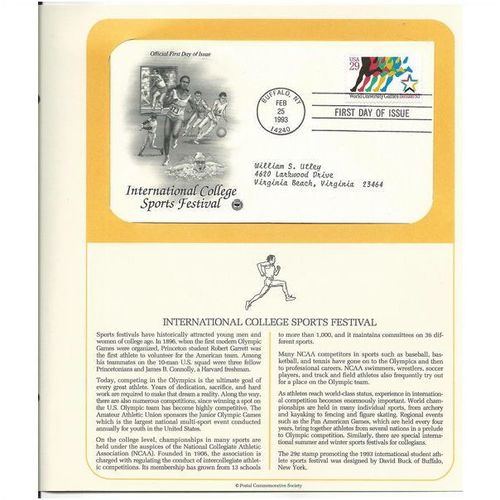 Official First Day of Issue
USA
29
World University Games Buffalo '93
BUFFALO, NY
FEB
25
1993
14240
FIRST DAY OF ISSUE
William S. Utley
4620 Larkwood Drive
Virginia Beach, Virginia 23464
International College
Sports Festival
INTERNATIONAL COLLEGE SPORTS FESTIVAL
Sports festivals have historically attracted young men and
women of college age. In 1896, when the first modern Olympic
Games were organized, Princeton student Robert Garrett was
the first athlete to volunteer for the American team. Among
his teammates on the 10-man U.S. squad were three fellow
Princetonians and James B. Connolly, a Harvard freshman.
Today, competing in the Olympics is the ultimate goal of
every great athlete. Years of dedication, sacrifice, and hard
work are required to make that dream a reality. Along the way,
there are also numerous competitions, since winning a spot on
the U.S. Olympic team has become highly competitive. The
Amateur Athletic Union sponsors the Junior Olympic Games
which is the largest national multi-sport event conducted
annually for youth in the United States.
On the college level, championships in many sports are
held under the auspices of the National Collegiate Athletic
Association (NCAA). Founded in 1906, the association is
charged with regulating the conduct of intercollegiate athlet-
ic competitions. Its membership has grown from 13 schools
to more than 1,000, and it maintains committees on 36 dif-
ferent sports.
Many NCAA competitors in sports such as baseball, bas-
ketball, and tennis have gone on to the Olympics and then
to professional careers. NCAA swimmers, wrestlers, soccer
players, and track and field athletes also frequently try out
for a place on the Olympic team.
As athletes reach world-class status, experience in internat-
ion competition becomes enormously important. World cham-
pionships are held in many individual sports, from archery
and kayaking to fencing and figure skating. Regional events
such as the Pan American Games, which are held every four
years, bring together athletes from several nations in a prelude
to Olympic competition. Similarly, there are special interna-
tional summer and winter sports festivals for collegians.
The 29¢ stamp promoting the 1993 international student ath-
lete sports festival was designed by David Buck of Buffalo,
New York.
© Postal Commemorative Society